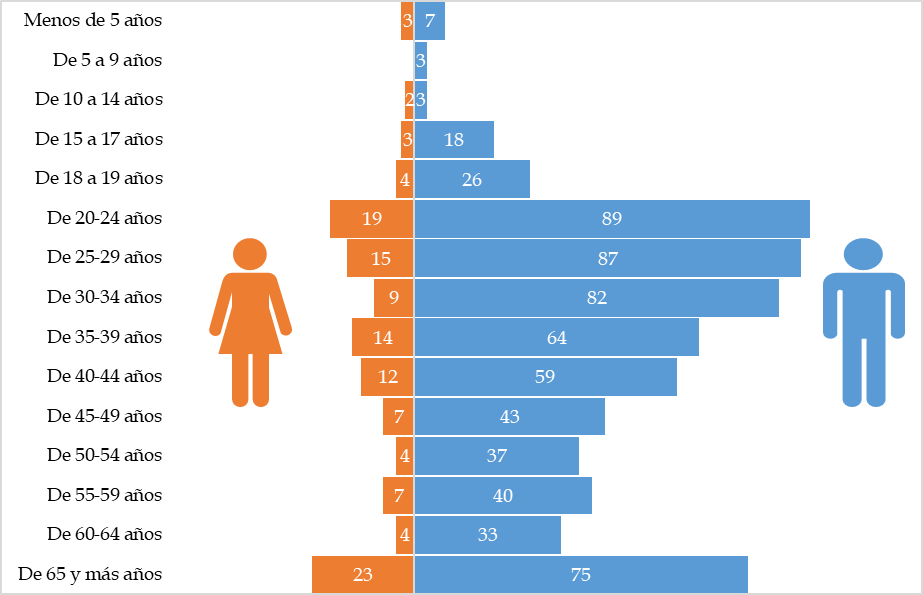 Menos de 5 años 3 7
De 5 a 9 años 3
De 10 a 14 años 2 3
De 15 a 17 años 3 18
De 18 a 19 años 4 26
De 20-24 años 19 89
De 25-29 años 15 87
De 30-34 años 9 82
De 35-39 años 14 64
De 40-44 años 12 59
De 45-49 años 7 43
De 50-54 años 4 37
De 55-59 años 7 40
De 60-64 años 4 33
De 65 y más años 23 75